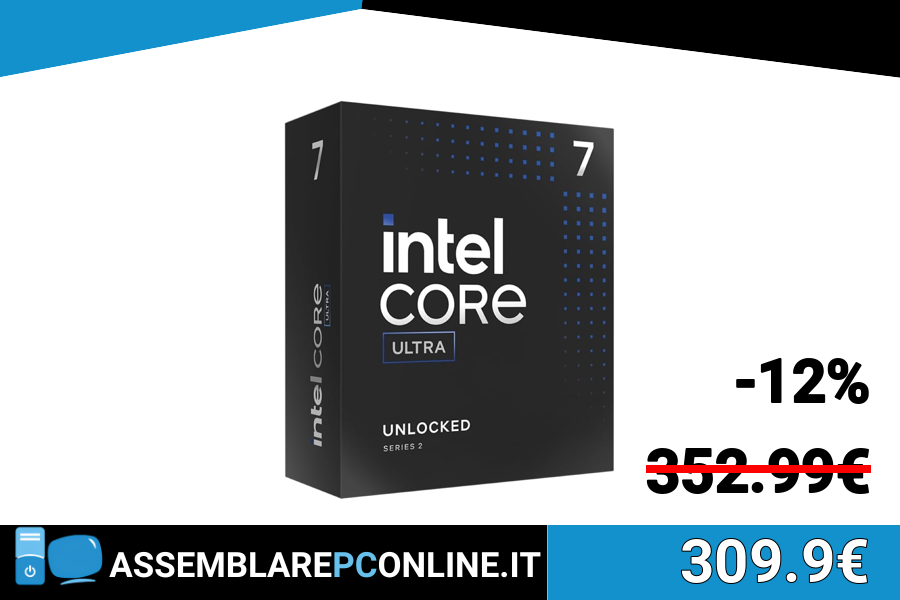 7
7
intel
CORE
ULTRA
intel CORE ULTRA
UNLOCKED
SERIES 2
-12%
352.99€
ASSEMBLAREPCONLINE.IT
309.9€